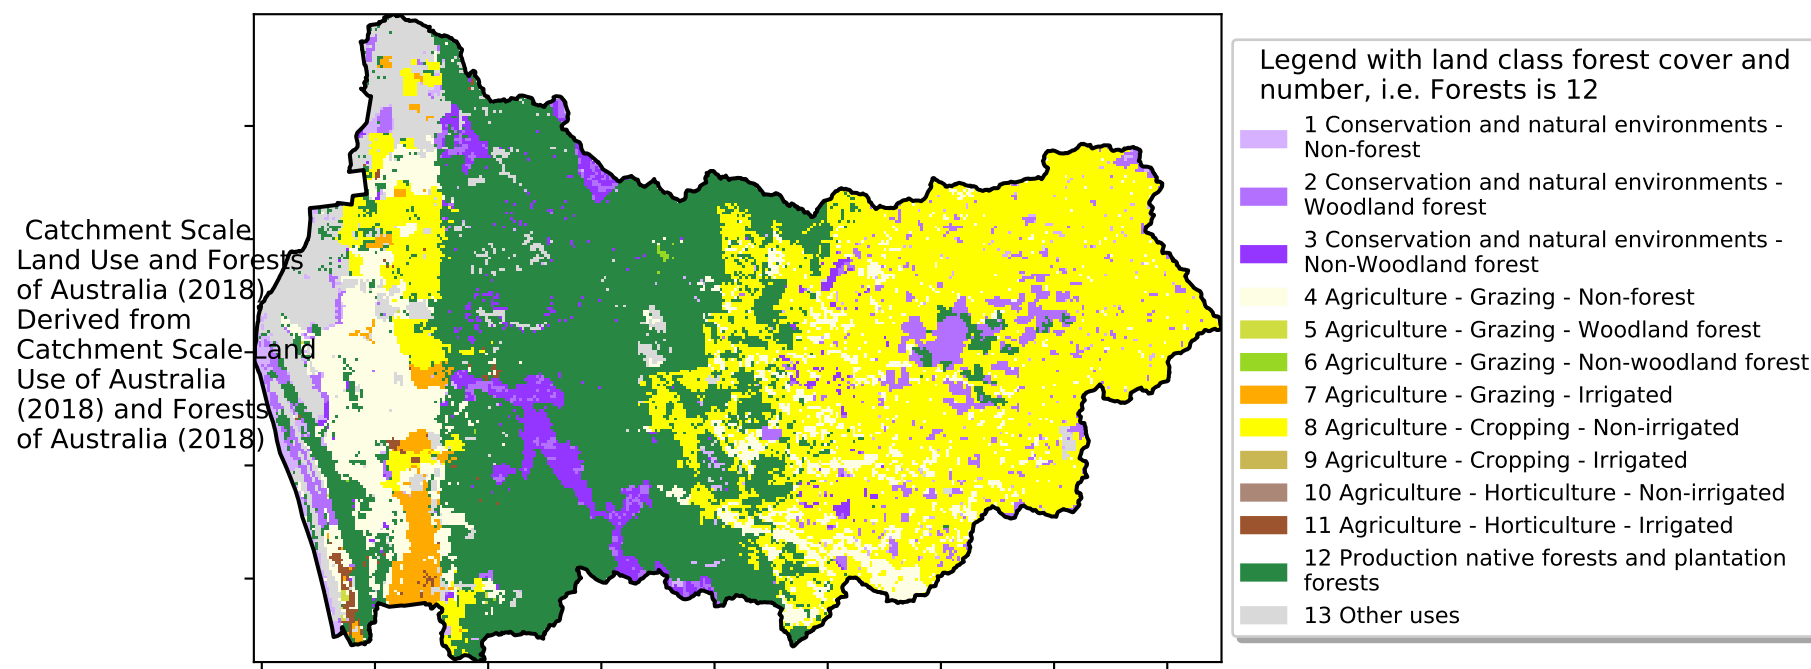 Catchment Scale
Land Use and Forests
of Australia (2018)
Derived from
Catchment Scale Land
Use of Australia
(2018) and Forests
of Australia (2018)
Legend with land class forest cover and
number, i.e. Forests is 12
1 Conservation and natural environments -
Non-forest
2 Conservation and natural environments -
Woodland forest
3 Conservation and natural environments -
Non-Woodland forest
4 Agriculture - Grazing - Non-forest
5 Agriculture - Grazing - Woodland forest
6 Agriculture - Grazing - Non-woodland forest
7 Agriculture - Grazing - Irrigated
8 Agriculture - Cropping - Non-irrigated
9 Agriculture - Cropping - Irrigated
10 Agriculture - Horticulture - Non-irrigated
11 Agriculture - Horticulture - Irrigated
12 Production native forests and plantation
forests
13 Other uses